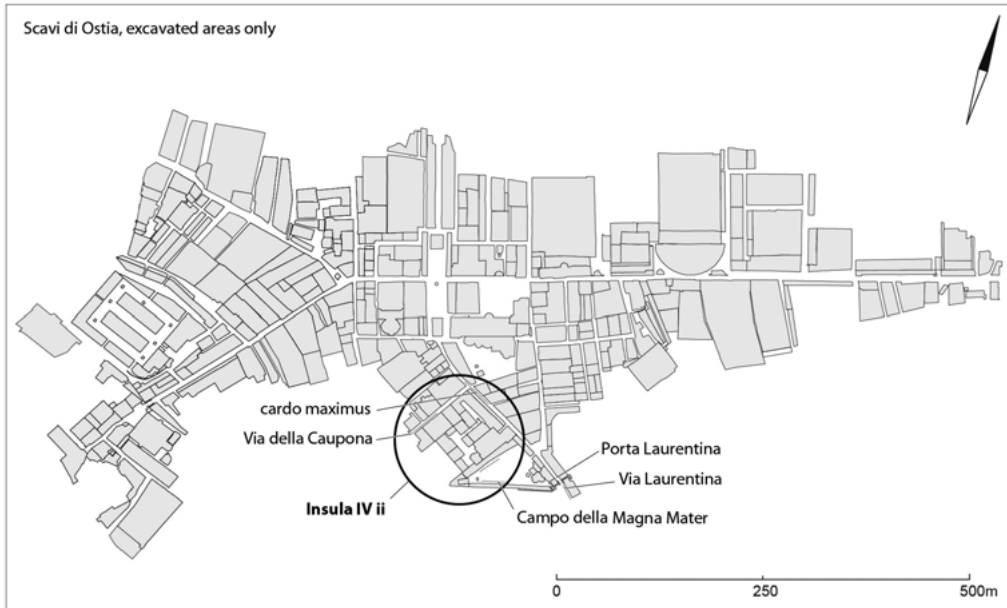 Scavi di Ostia, excavated areas only
cardo maximus
Via della Caupona
Porta Laurentina
Via Laurentina
Insula IV ii
Campo della Magna Mater
0 250 500m